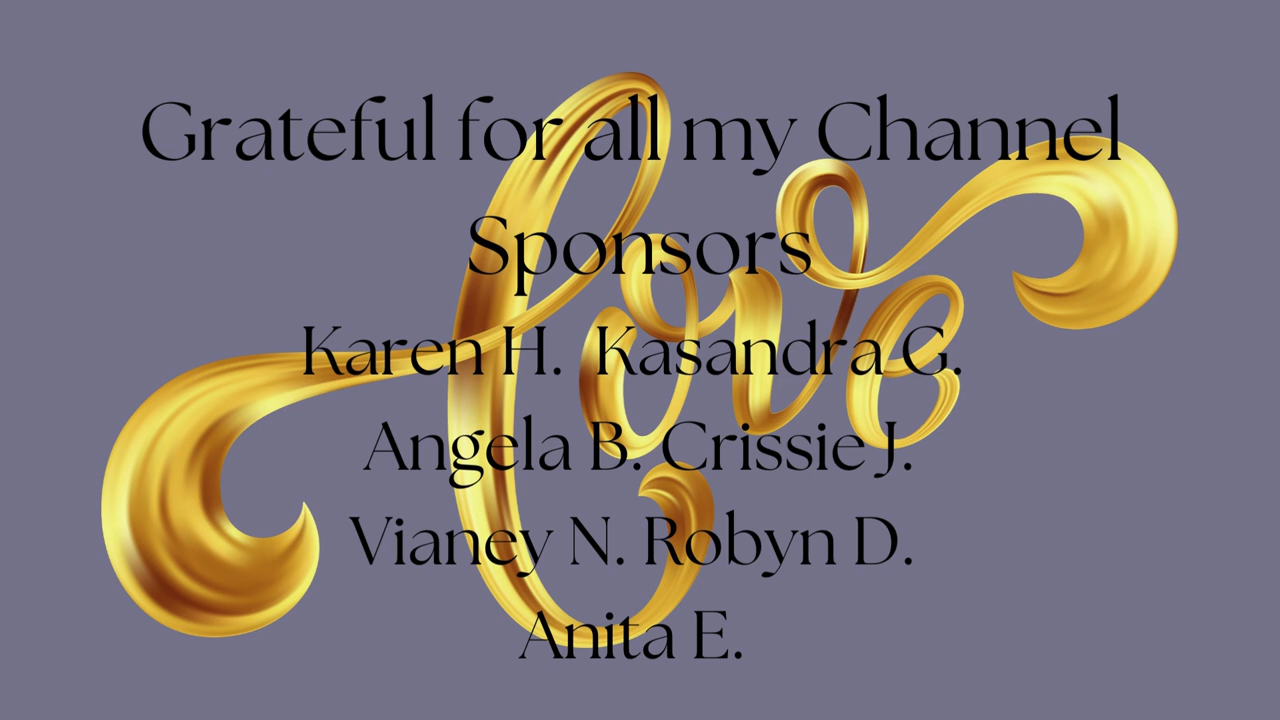 Grateful for all my Channel
Sponsors
love
Karen H. Kasandra G.
Angela B. Crissie J.
Vianey N. Robyn D.
Anita E.